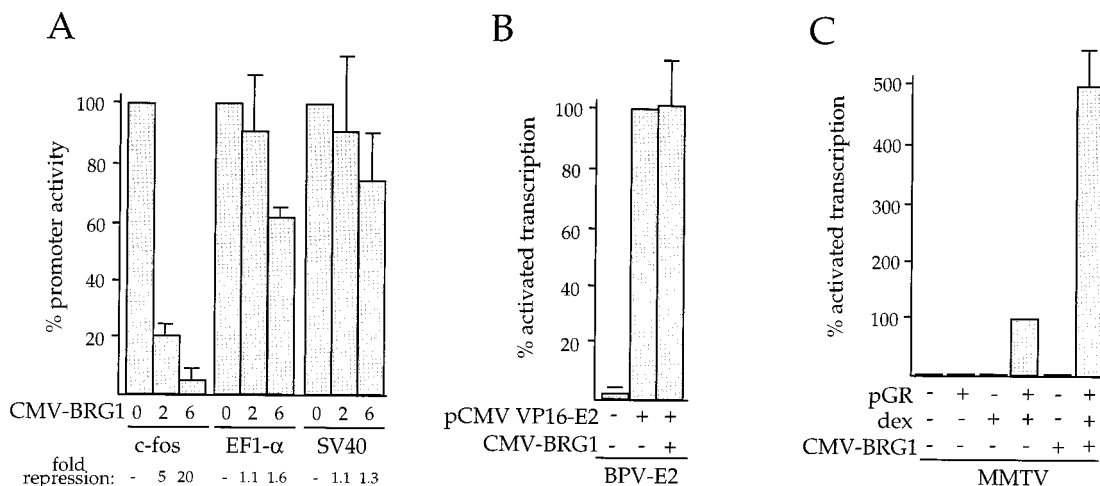 A
% promoter activity
100
80
60
40
20
CMV-BRG1 0 2 6 0 2 6 0 2 6
c-fos EF1-α SV40
fold
repression: - 5 20 - 1.1 1.6 - 1.1 1.3
B
% activated transcription
100
80
60
40
20
pCMV VP16-E2 - + +
CMV-BRG1 - - +
BPV-E2
C
% activated transcription
500
400
300
200
100
pGR - + - + - +
dex - - + + - +
CMV-BRG1 - - - - + +
MMTV